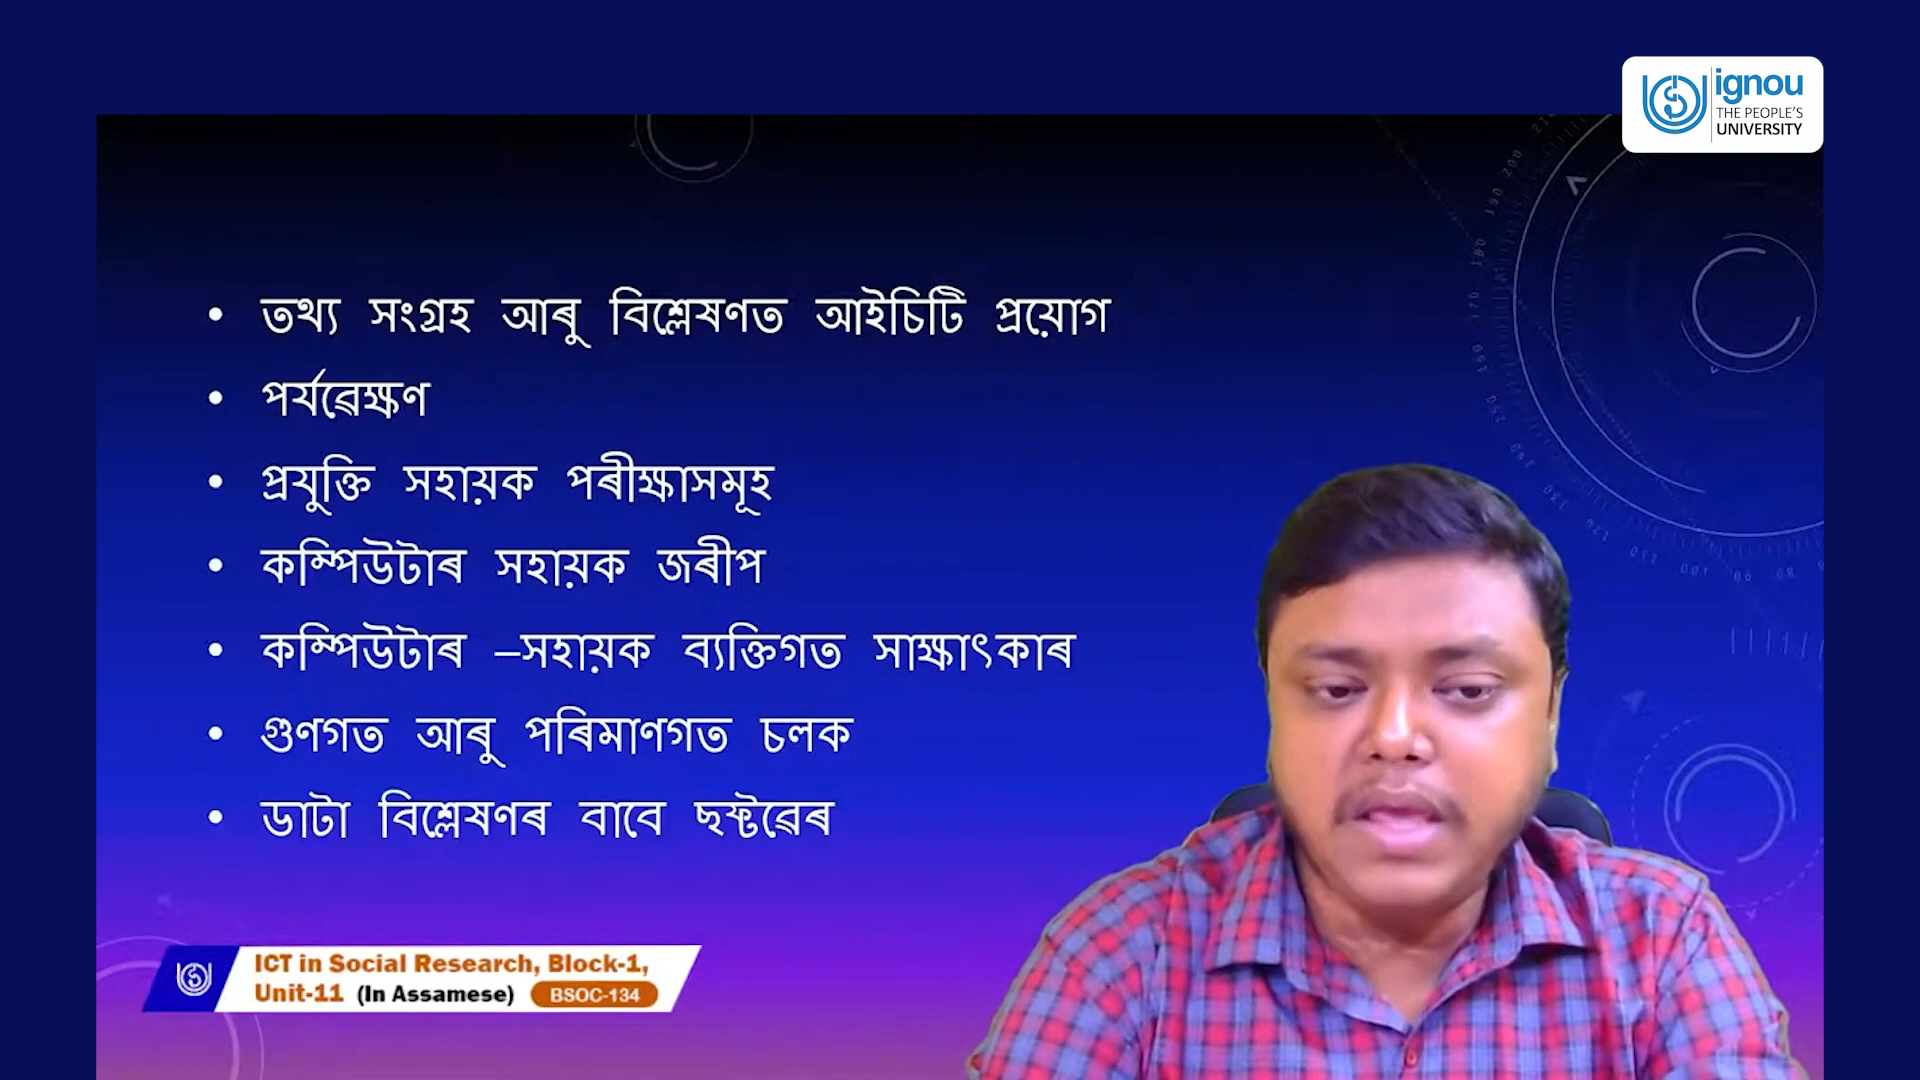 ignou
THE PEOPLE'S
UNIVERSITY
• তথ্য সংগ্ৰহ আৰু বিশ্লেষণত আইচিটি প্ৰয়োগ
• পৰ্যৱেক্ষণ
• প্ৰযুক্তি সহায়ক পৰীক্ষাসমূহ
• কম্পিউটাৰ সহায়ক জৰীপ
• কম্পিউটাৰ –সহায়ক ব্যক্তিগত সাক্ষাৎকাৰ
• গুণগত আৰু পৰিমাণগত চলক
• ডাটা বিশ্লেষণৰ বাবে ছফ্টৱেৰ
ICT in Social Research, Block-1,
Unit-11 (In Assamese) BSOC-134